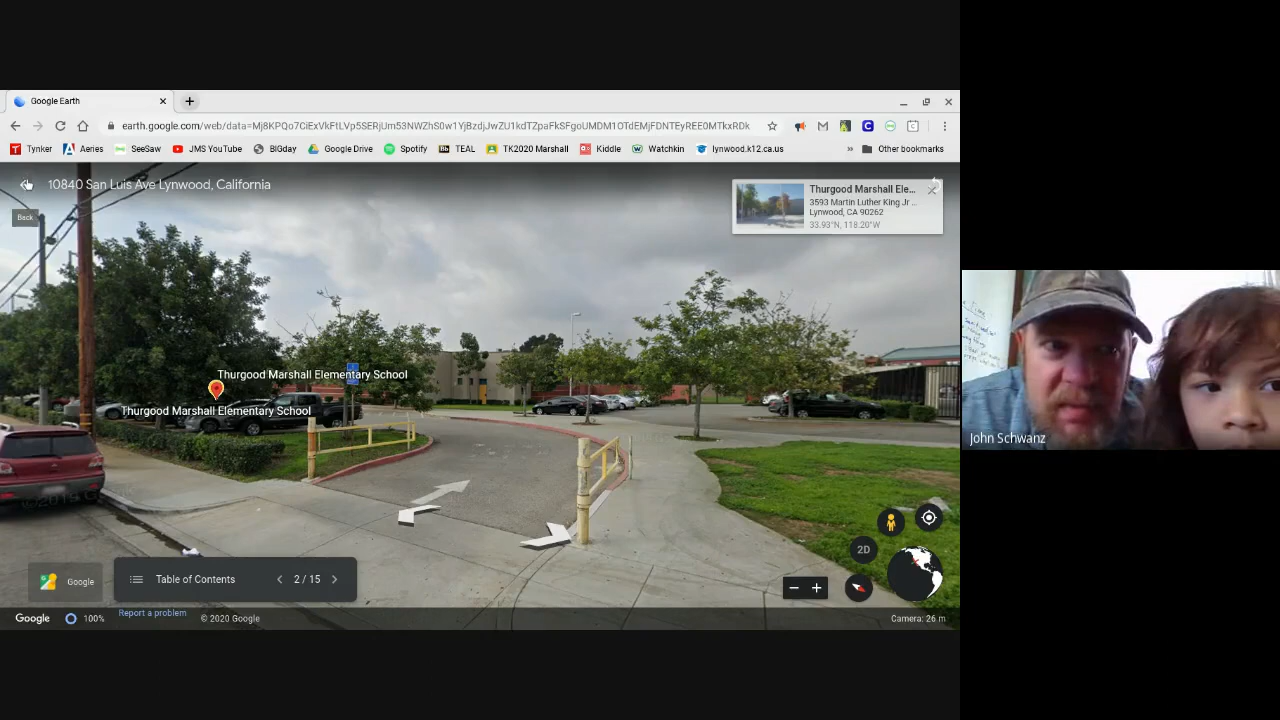 Google Earth
earth.google.com/web/data=Mj8KPQo7CiExVkFtLVp5SERjUm53NWZhS0w1YjBzdjJwZU1kdTZpaFkSFgoUMDM1OTdEMjFDNTEyREE0MTkxRDk
Tynker Aeries SeeSaw JMS YouTube BIGday Google Drive Spotify TEAL TK2020 Marshall Kiddle Watchkin lynwood.k12.ca.us » Other bookmarks
10840 San Luis Ave Lynwood, California
Back
Thurgood Marshall Ele...
3593 Martin Luther King Jr ...
Lynwood, CA 90262
33.93°N, 118.20°W
Thurgood Marshall Elementary School
Thurgood Marshall Elementary School
John Schwanz
2D
Google
Table of Contents
2 / 15
Report a problem
Google
100%
© 2020 Google
Camera: 26 m